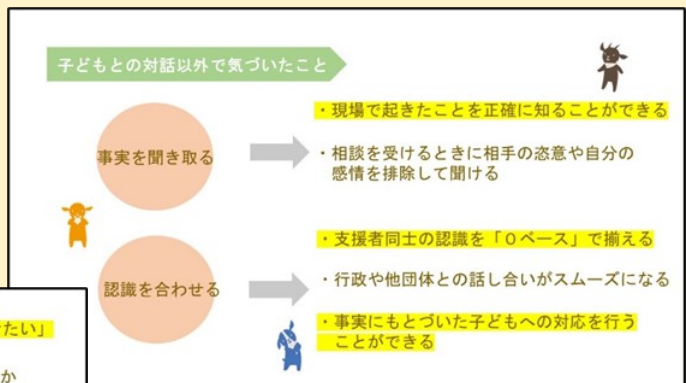 子どもとの対話以外で気づいたこと
事実を聞き取る
・現場で起きたことを正確に知ることができる
・相談を受けるときに相手の恣意や自分の
感情を排除して聞ける
認識を合わせる
・支援者同士の認識を「０ベース」で揃える
・行政や他団体との話し合いがスムーズになる
・事実にもとづいた子どもへの対応を行う
ことができる
たい」
か